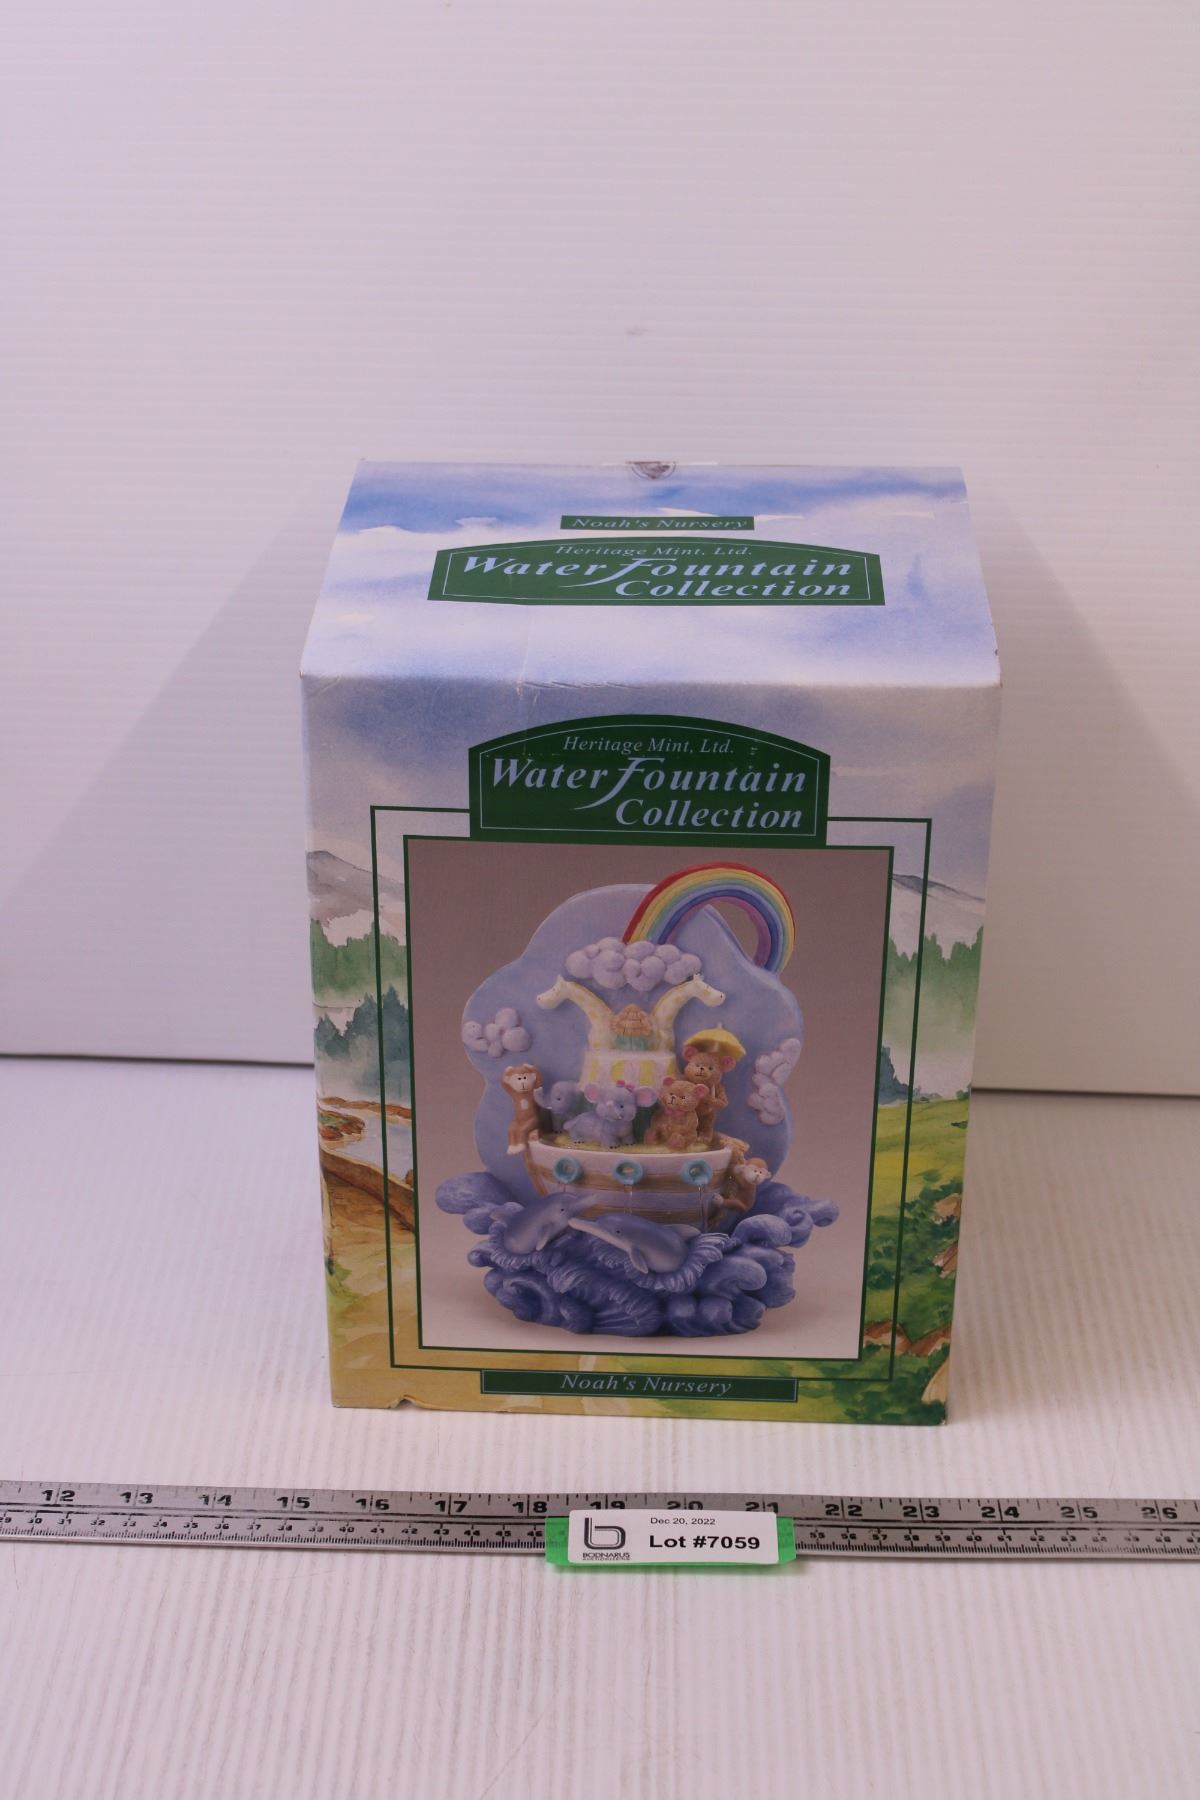 Noah's Nursery
Heritage Mint, Ltd.
Water Fountain
Collection
Heritage Mint, Ltd.
Water Fountain
Collection
Noah's Nursery
12 13 14 15 16 17 18 19 20 21 22 23 24 25 26
Dec 20, 2022
Lot #7059
BODNARUS
AUCTIONEERING